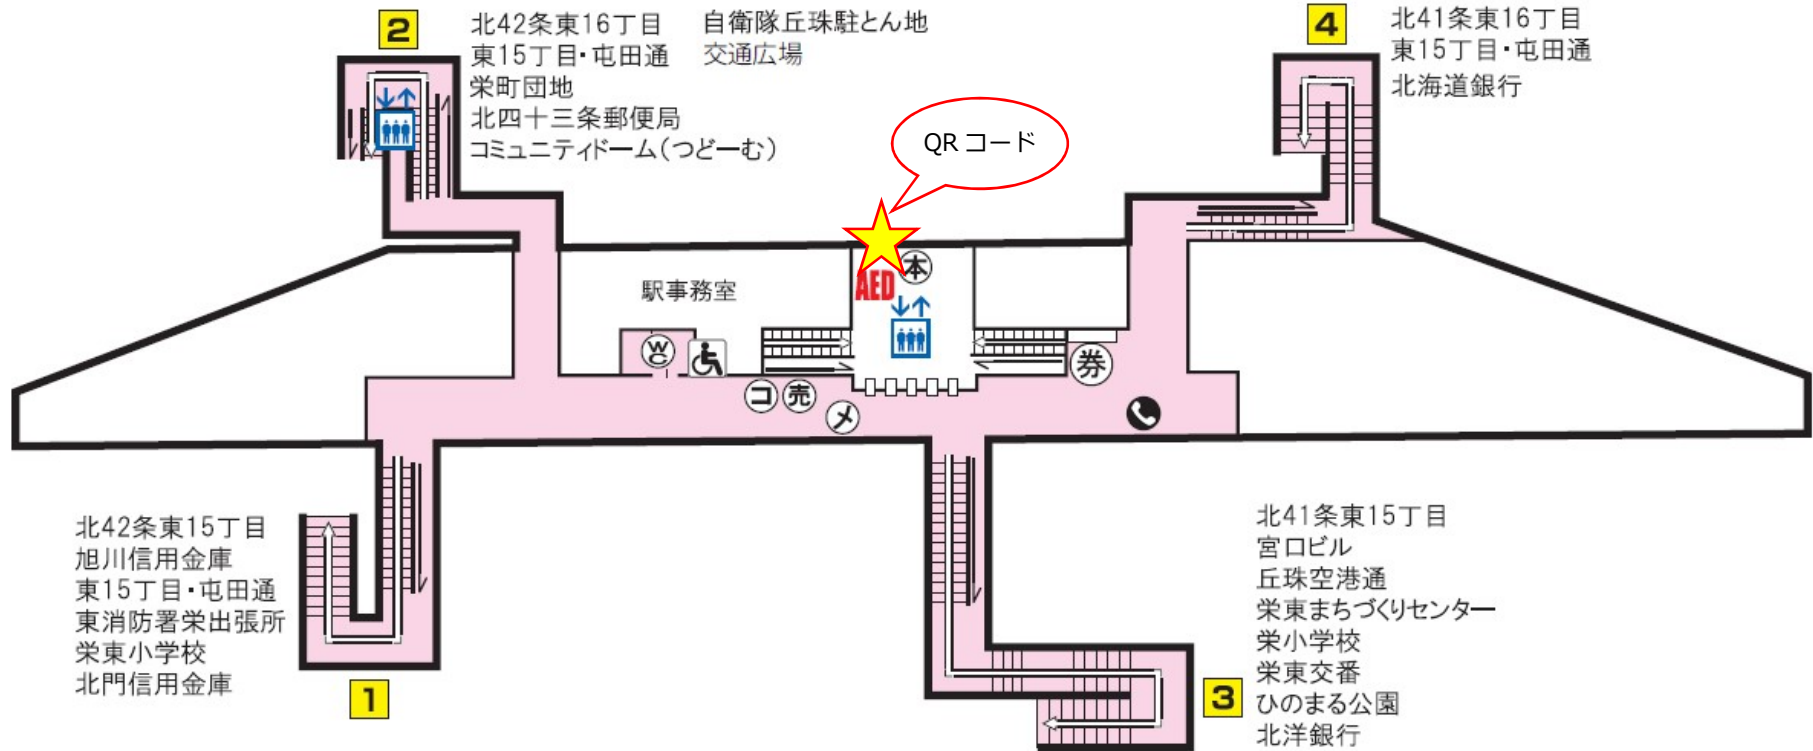 2
北42条東16丁目
東15丁目・屯田通
栄町団地
北四十三条郵便局
コミュニティドーム(つどーむ)
自衛隊丘珠駐とん地
交通広場
4
北41条東16丁目
東15丁目・屯田通
北海道銀行
QRコード
本
AED
駅事務室
WC
券
コ
売
メ
北42条東15丁目
旭川信用金庫
東15丁目・屯田通
東消防署栄出張所
栄東小学校
北門信用金庫
1
3
北41条東15丁目
宮口ビル
丘珠空港通
栄東まちづくりセンター
栄小学校
栄東交番
ひのまる公園
北洋銀行